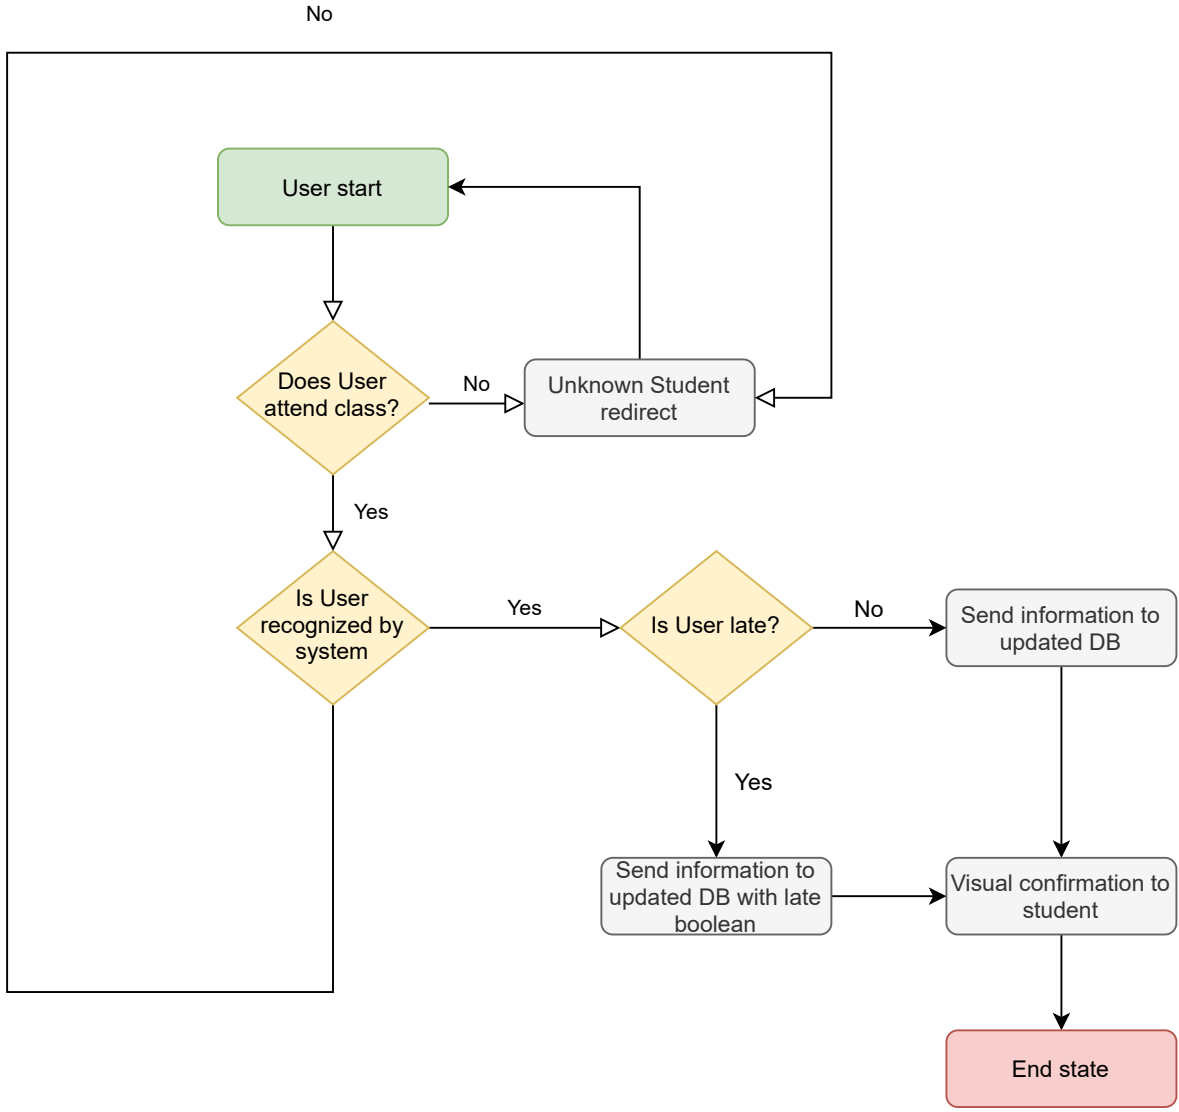 No
User start
Does User
attend class?
No
Unknown Student
redirect
Yes
Is User
recognized by
system
Yes
Is User late?
No
Send information to
updated DB
Yes
Send information to
updated DB with late
boolean
Visual confirmation to
student
End state